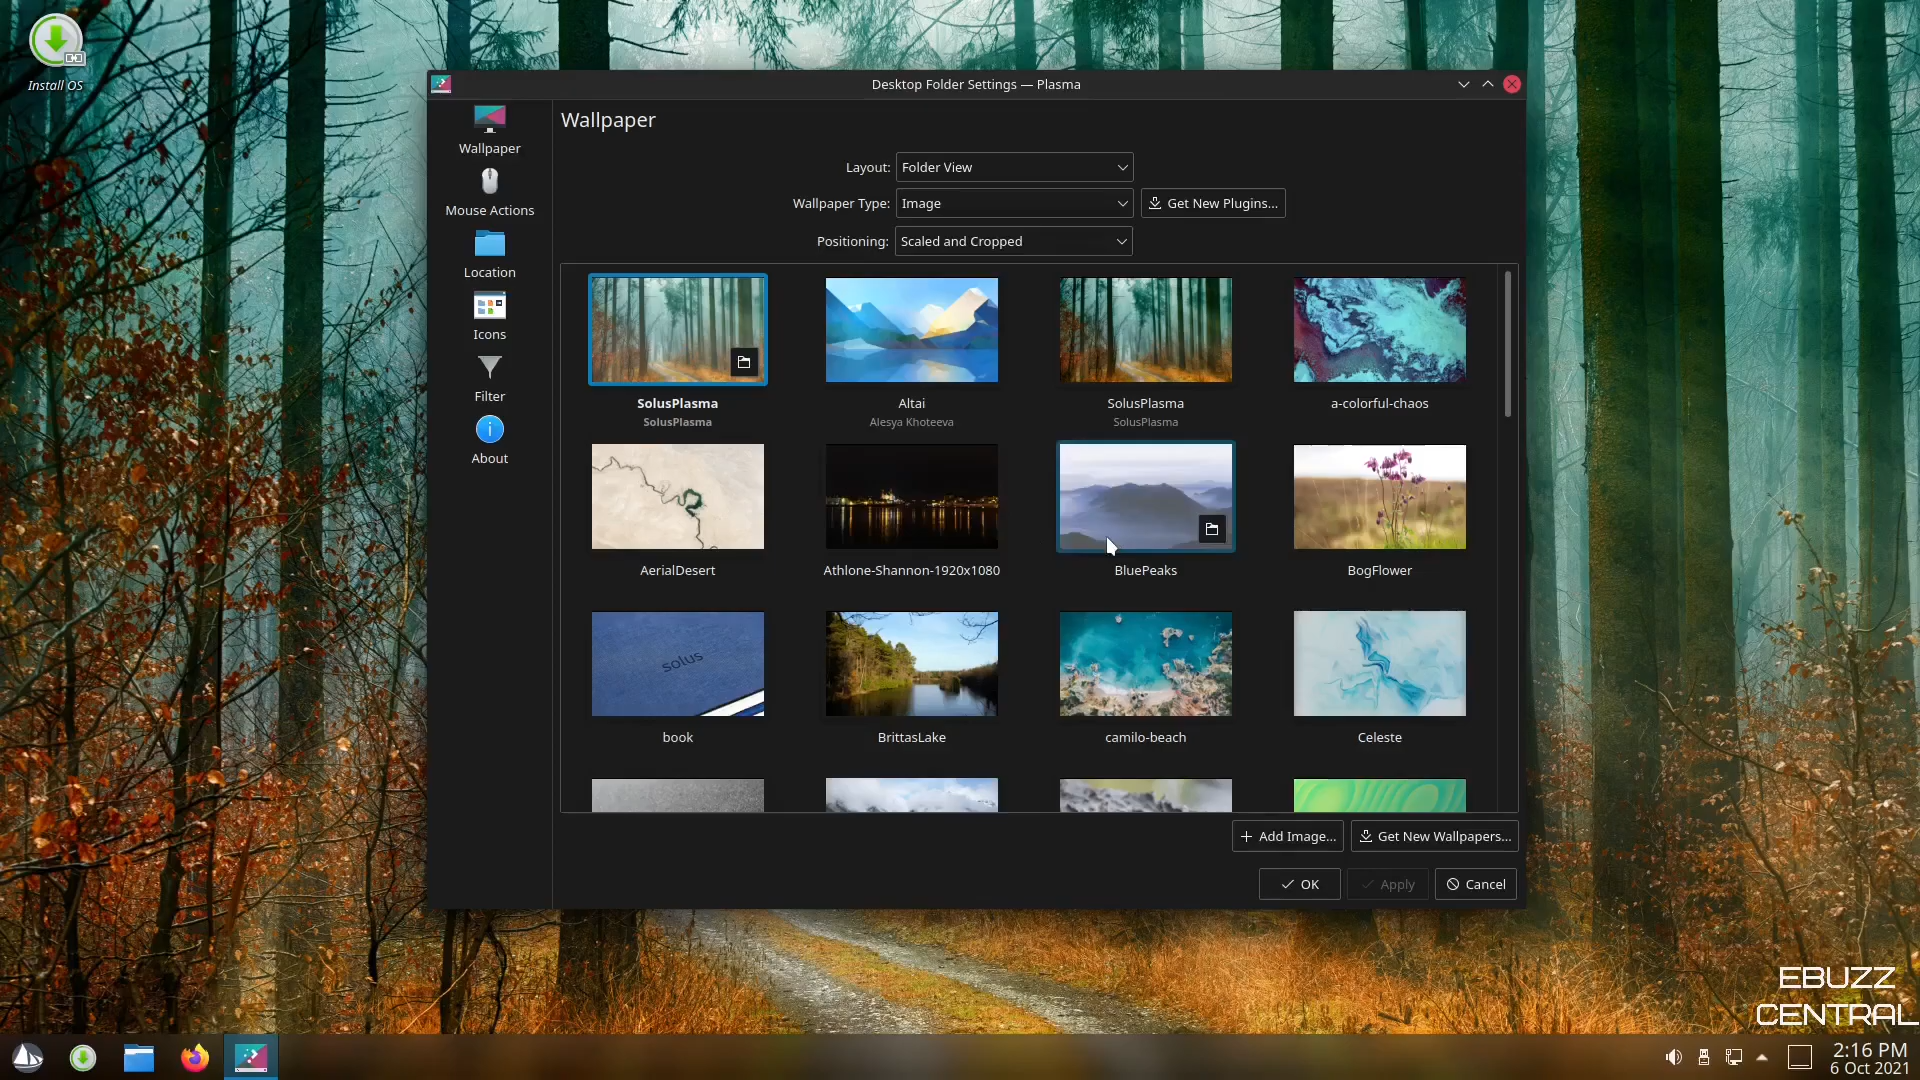 Install OS
Desktop Folder Settings — Plasma
Wallpaper
Mouse Actions
Location
Icons
Filter
About
Wallpaper
Layout: Folder View
Wallpaper Type: Image Get New Plugins...
Positioning: Scaled and Cropped
SolusPlasma Altai SolusPlasma a-colorful-chaos
SolusPlasma Alesya Khoteeva SolusPlasma
AerialDesert Athlone-Shannon-1920x1080 BluePeaks BogFlower
solus
book BrittasLake camilo-beach Celeste
Add Image... Get New Wallpapers...
OK Apply Cancel
EBUZZ
CENTRAL
2:16 PM
6 Oct 2021